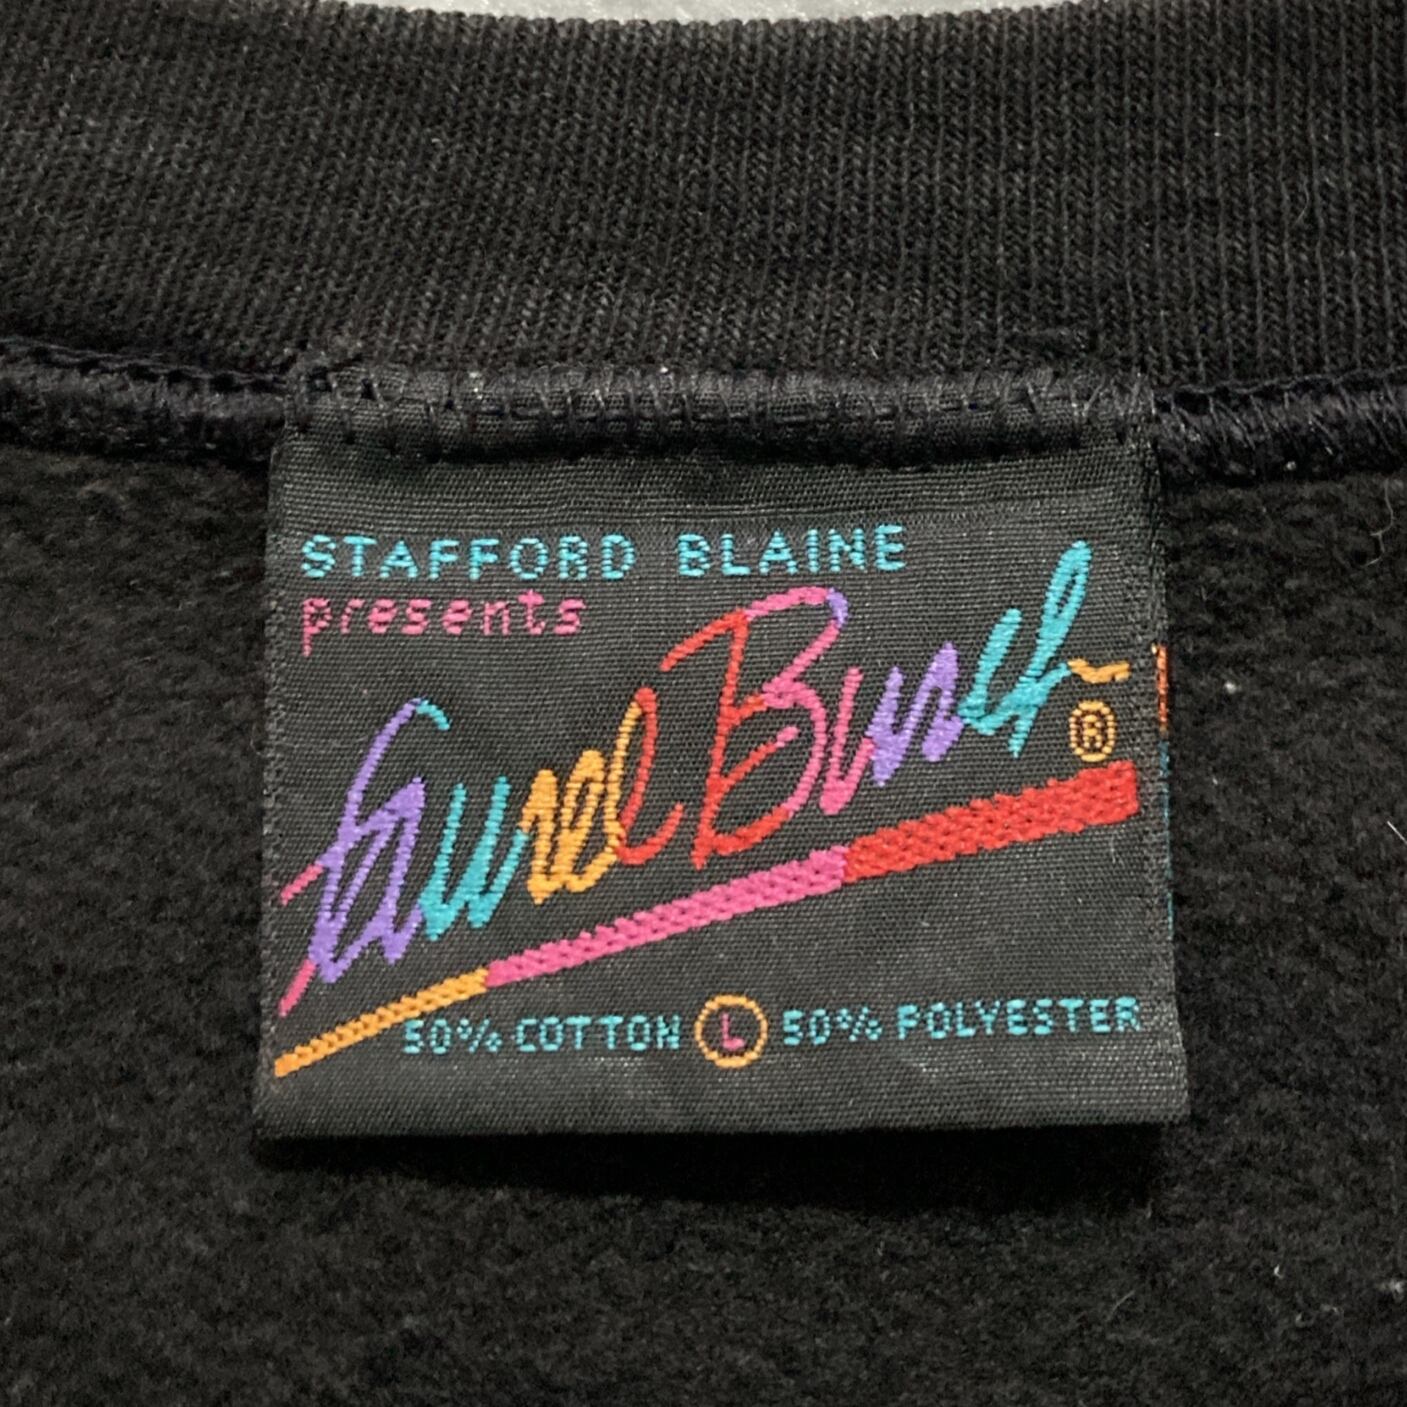 STAFFORD BLAINE
presents
Laurel Burch ®
50% COTTON L 50% POLYESTER